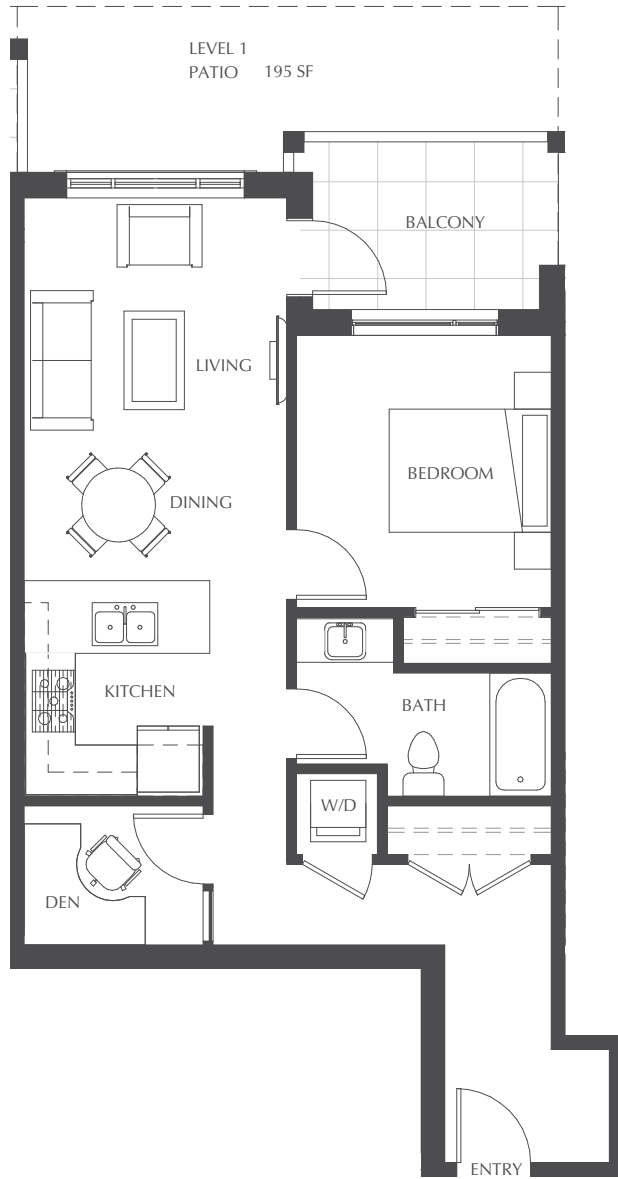 LEVEL 1
PATIO 195 SF
BALCONY
LIVING
BEDROOM
DINING
KITCHEN
BATH
W/D
DEN
ENTRY